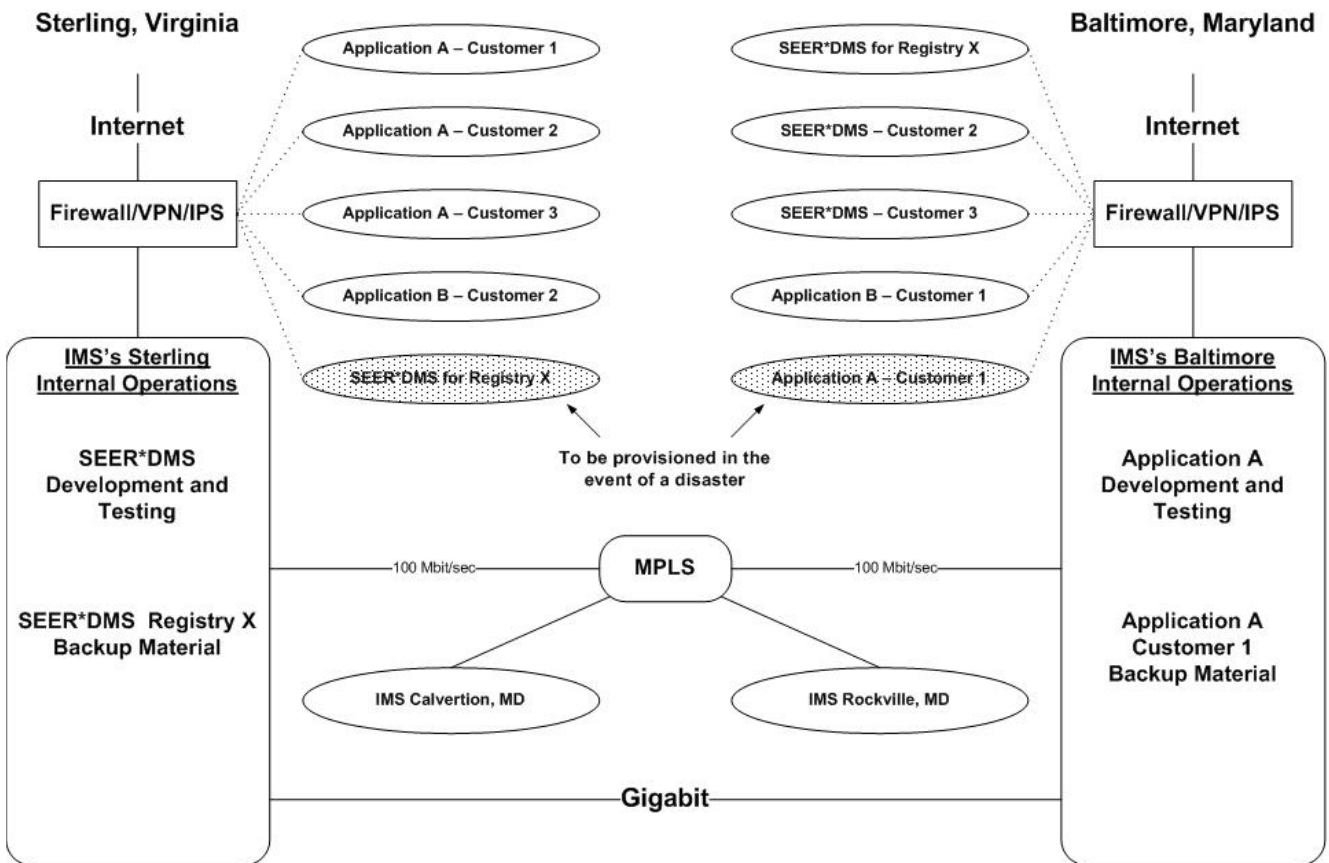 Sterling, Virginia
Internet
Firewall/VPN/IPS
Application A – Customer 1
Application A – Customer 2
Application A – Customer 3
Application B – Customer 2
SEER*DMS for Registry X
SEER*DMS for Registry X
SEER*DMS – Customer 2
SEER*DMS – Customer 3
Application B – Customer 1
Application A – Customer 1
Baltimore, Maryland
Internet
Firewall/VPN/IPS
To be provisioned in the
event of a disaster
IMS's Sterling
Internal Operations
SEER*DMS
Development and
Testing
SEER*DMS Registry X
Backup Material
100 Mbit/sec
MPLS
100 Mbit/sec
IMS Calvertion, MD
IMS Rockville, MD
Gigabit
IMS's Baltimore
Internal Operations
Application A
Development and
Testing
Application A
Customer 1
Backup Material